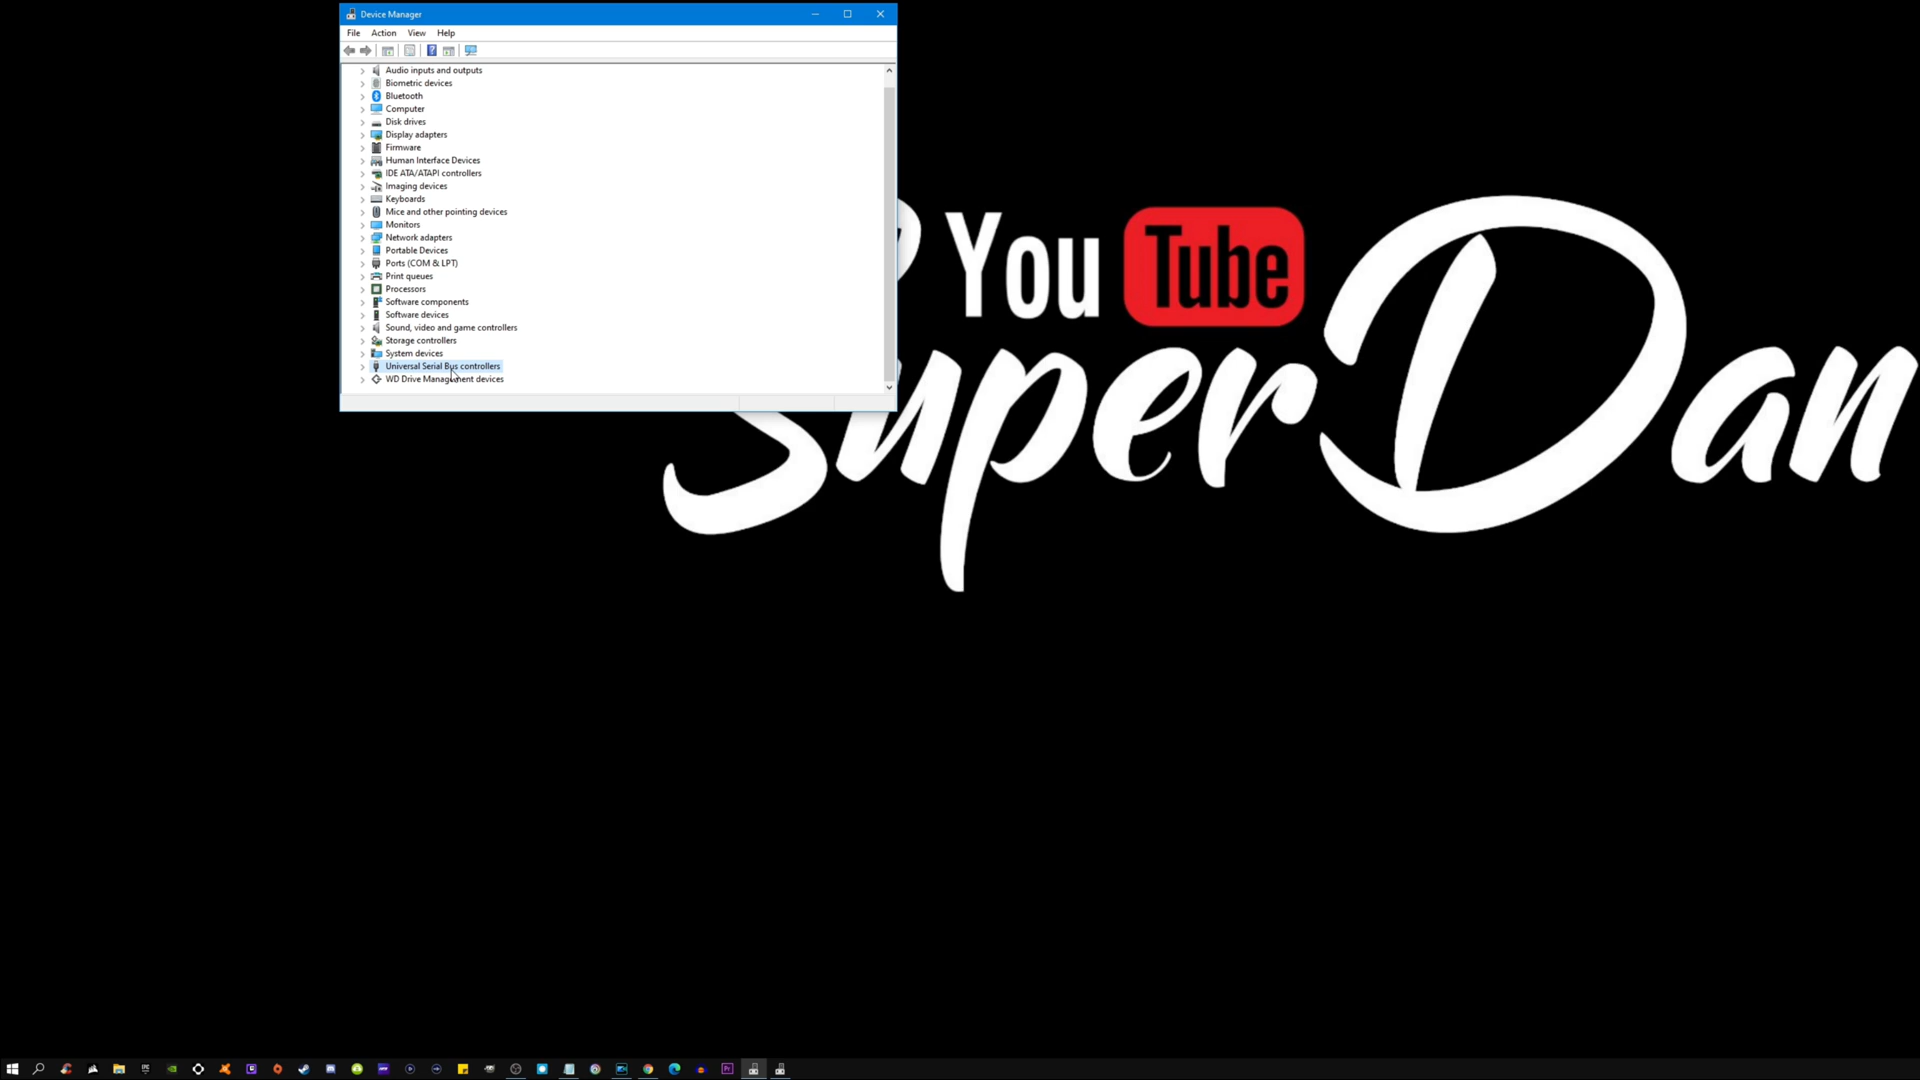 Device Manager
File Action View Help
Audio inputs and outputs
Biometric devices
Bluetooth
Computer
Disk drives
Display adapters
Firmware
Human Interface Devices
IDE ATA/ATAPI controllers
Imaging devices
Keyboards
Mice and other pointing devices
Monitors
Network adapters
Portable Devices
Ports (COM & LPT)
Print queues
Processors
Software components
Software devices
Sound, video and game controllers
Storage controllers
System devices
Universal Serial Bus controllers
WD Drive Management devices
YouTube
SuperDan